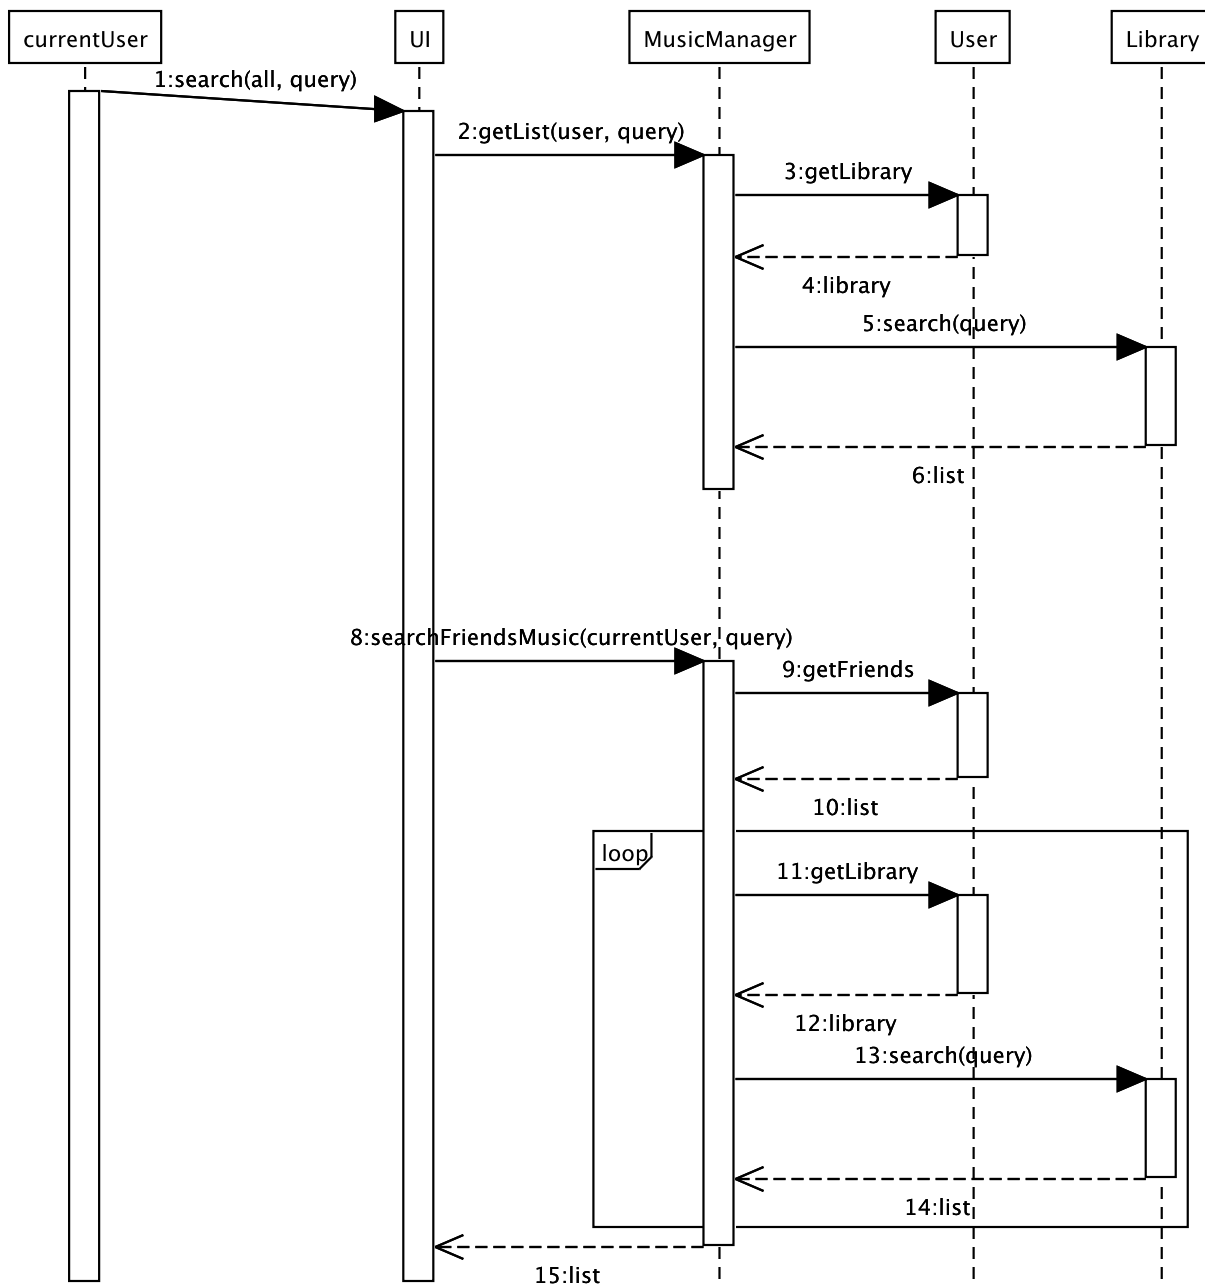 currentUser
UI
MusicManager
User
Library
1:search(all, query)
2:getList(user, query)
3:getLibrary
4:library
5:search(query)
6:list
8:searchFriendsMusic(currentUser, query)
9:getFriends
10:list
loop
11:getLibrary
12:library
13:search(query)
14:list
15:list